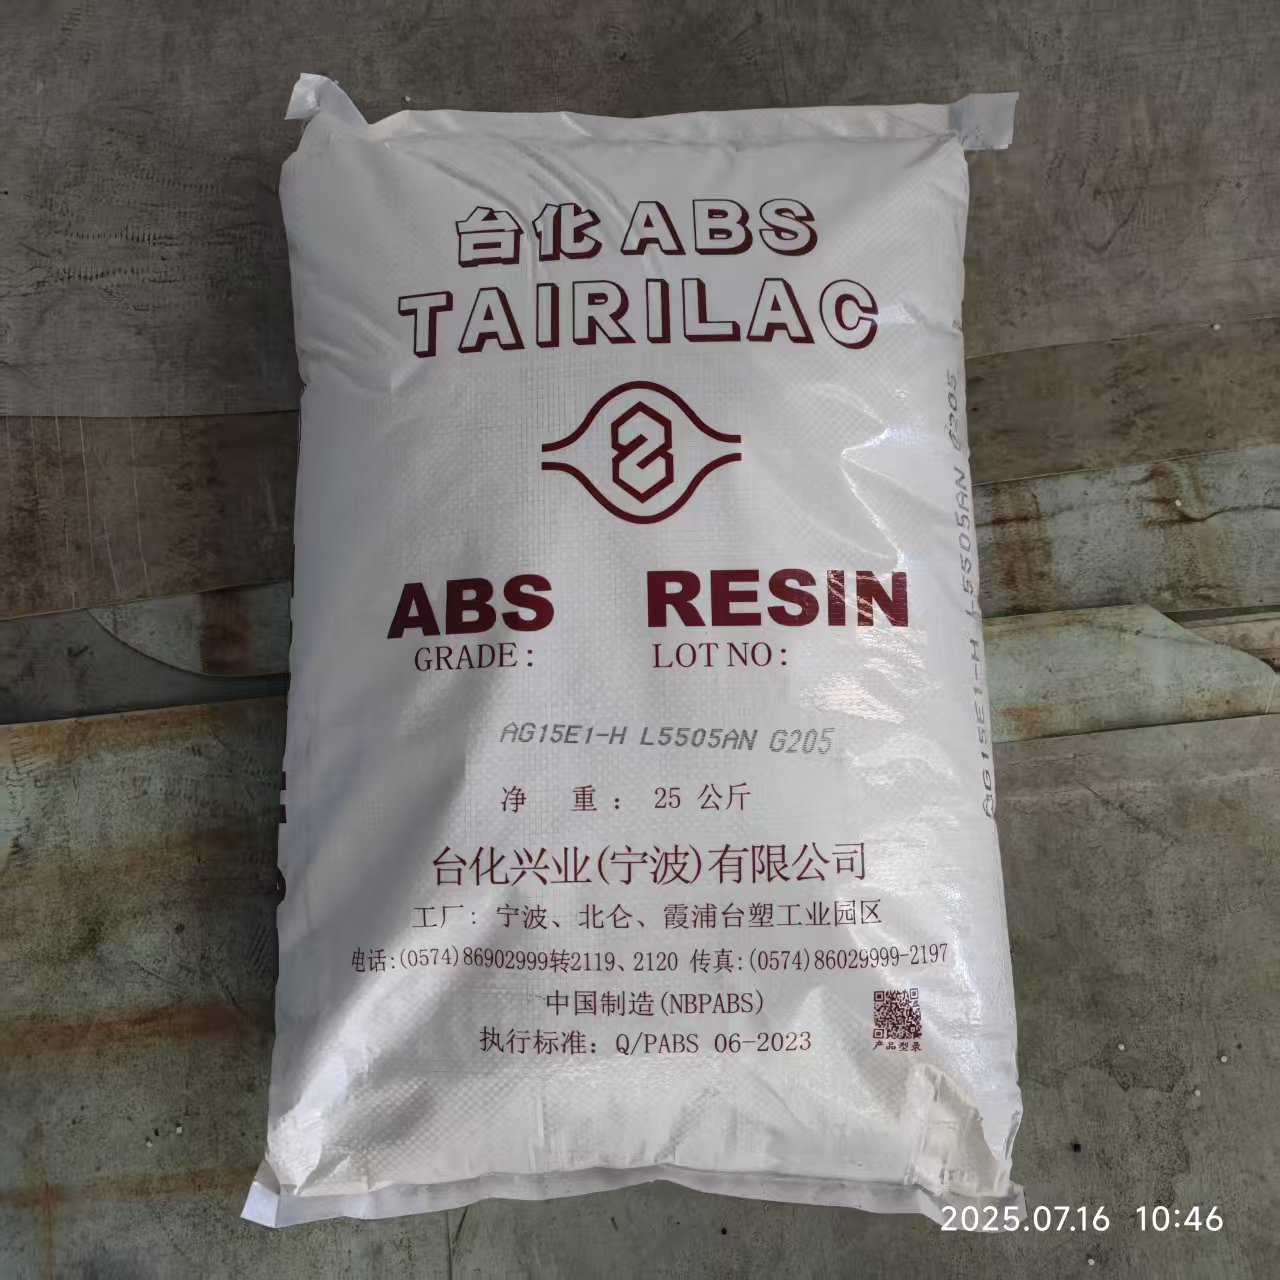 台化ABS
TAIRILAC
ABS RESIN
GRADE: LOT NO:
AG15E1-H L5505AN G205
净 重： 25 公斤
台化兴业(宁波)有限公司
工厂：宁波、北仑、霞浦台塑工业园区
电话:(0574)86902999转2119、2120 传真:(0574)86029999-2197
中国制造(NBPABS)
执行标准：Q/PABS 06-2023
产品型录
AG15E1-H L5505AN G205
2025.07.16 10:46